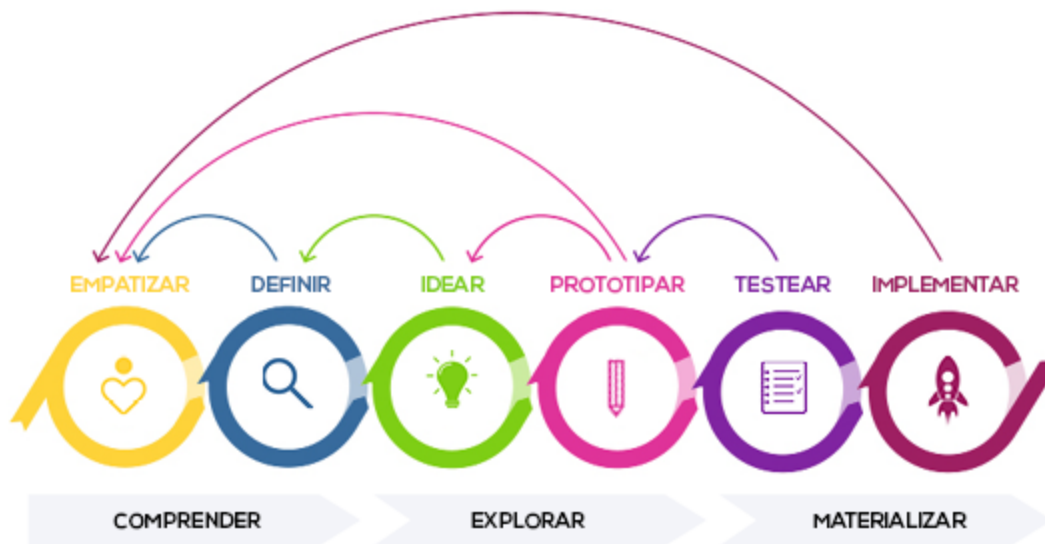 EMPATIZAR DEFINIR IDEAR PROTOTIPAR TESTEAR IMPLEMENTAR
COMPRENDER EXPLORAR MATERIALIZAR